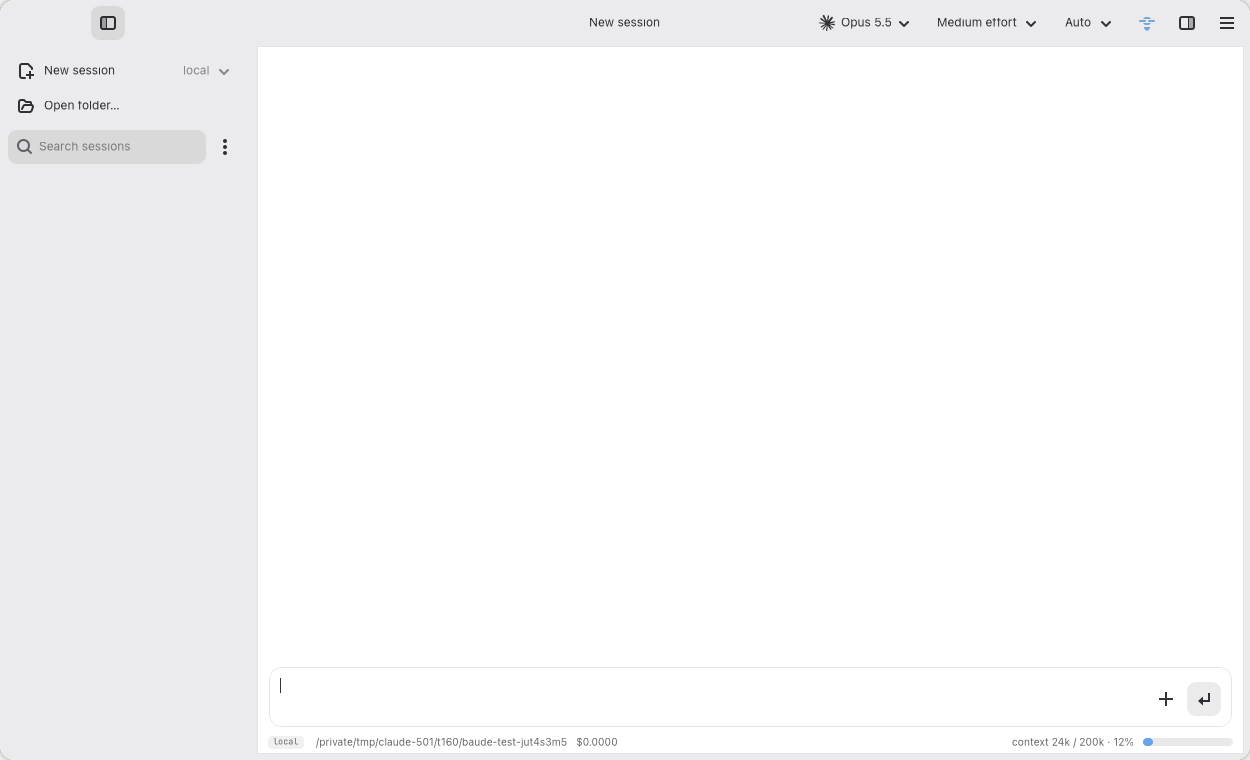 New session
Opus 5.5
Medium effort
Auto
New session local
Open folder...
Search sessions
local /private/tmp/claude-501/t160/baude-test-jut4s3m5 $0.0000
context 24k / 200k · 12%